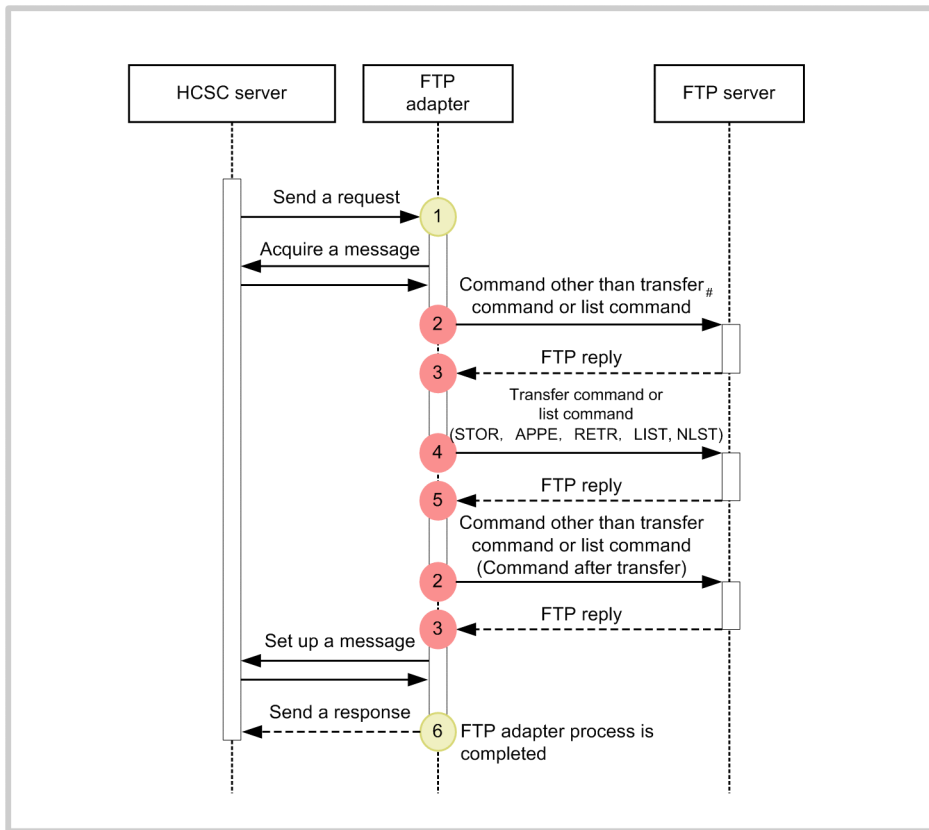 HCSC server
FTP
adapter
FTP server
Send a request
1
Acquire a message
Command other than transfer
command or list command #
2
FTP reply
3
Transfer command or
list command
(STOR, APPE, RETR, LIST, NLST)
4
FTP reply
5
Command other than transfer
command or list command
(Command after transfer)
2
FTP reply
3
Set up a message
Send a response
6
FTP adapter process is
completed